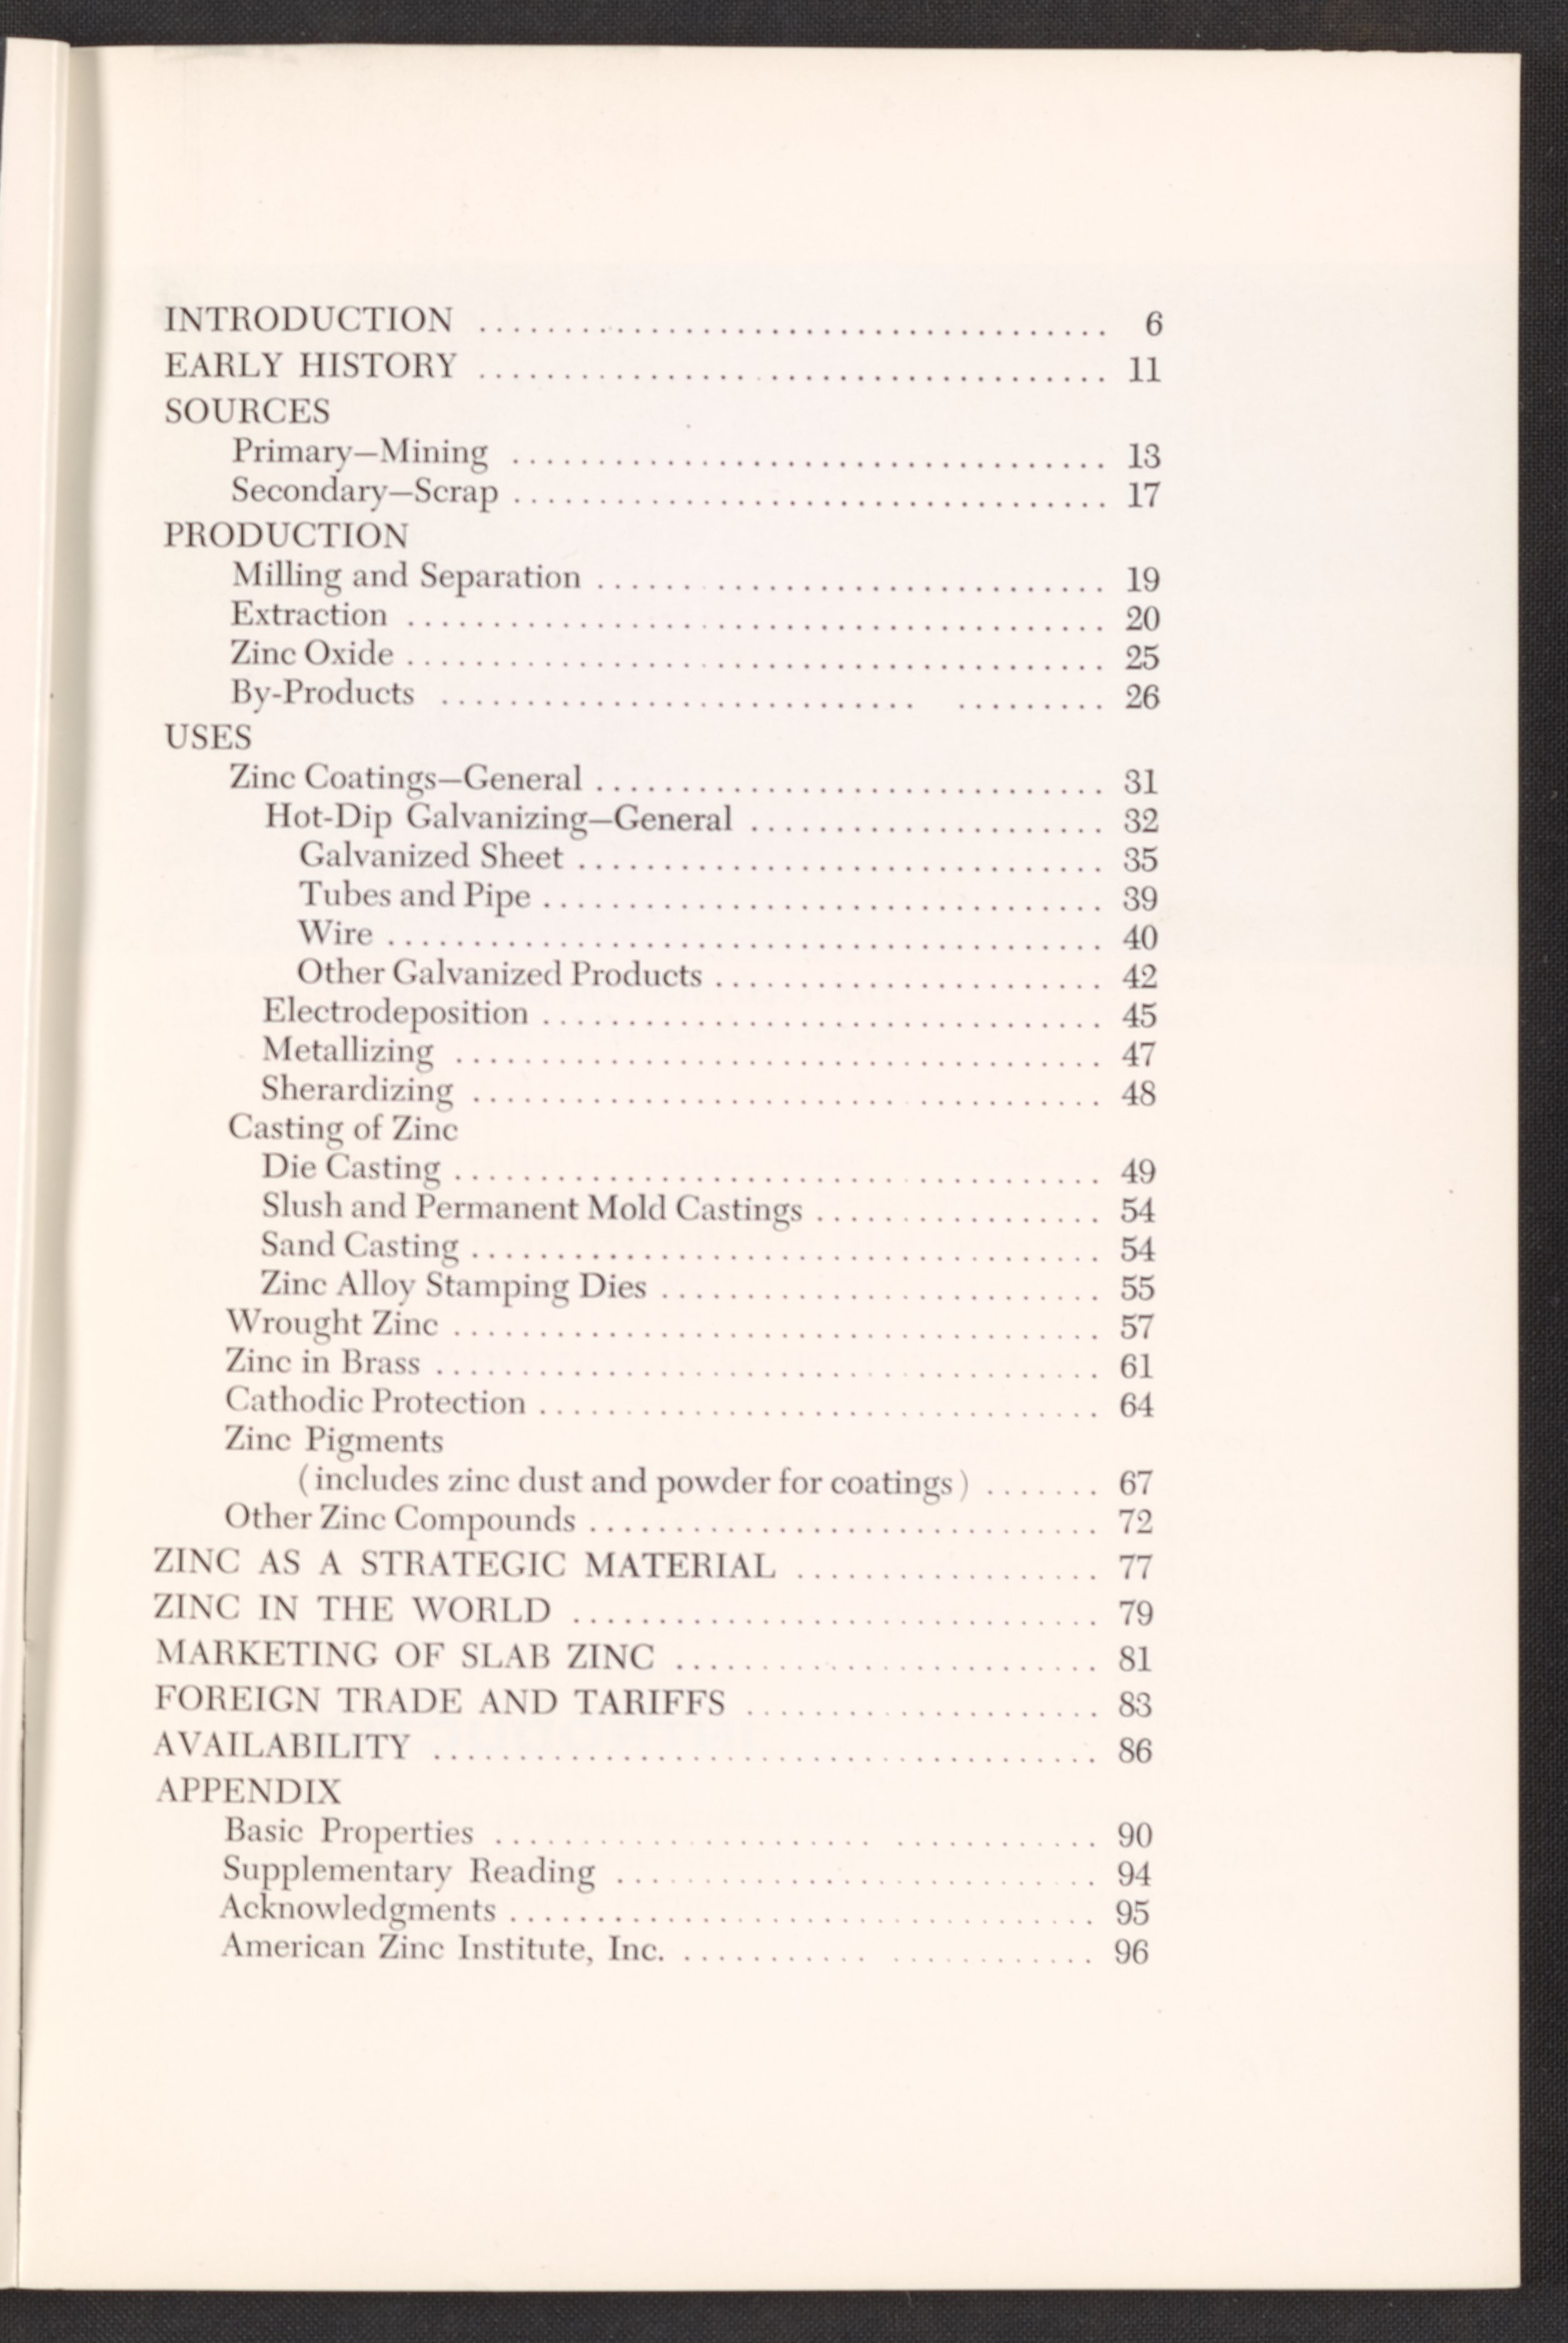 INTRODUCTION ..................................... 6
EARLY HISTORY ..................................... 11
SOURCES
Primary—Mining ................................... 13
Secondary—Scrap ................................... 17
PRODUCTION
Milling and Separation .............................. 19
Extraction ......................................... 20
Zinc Oxide ......................................... 25
By-Products ............................ ......... 26
USES
Zinc Coatings—General .............................. 31
Hot-Dip Galvanizing—General ..................... 32
Galvanized Sheet ............................... 35
Tubes and Pipe ................................. 39
Wire .......................................... 40
Other Galvanized Products ....................... 42
Electrodeposition ................................. 45
Metallizing ...................................... 47
Sherardizing ..................................... 48
Casting of Zinc
Die Casting ...................................... 49
Slush and Permanent Mold Castings ................. 54
Sand Casting ..................................... 54
Zinc Alloy Stamping Dies .......................... 55
Wrought Zinc ...................................... 57
Zinc in Brass ....................................... 61
Cathodic Protection ................................. 64
Zinc Pigments
(includes zinc dust and powder for coatings) ....... 67
Other Zinc Compounds .............................. 72
ZINC AS A STRATEGIC MATERIAL .................. 77
ZINC IN THE WORLD ............................... 79
MARKETING OF SLAB ZINC ......................... 81
FOREIGN TRADE AND TARIFFS ..................... 83
AVAILABILITY ....................................... 86
APPENDIX
Basic Properties ...................... ............ 90
Supplementary Reading ............................ 94
Acknowledgments .................................. 95
American Zinc Institute, Inc. ........... ............ 96